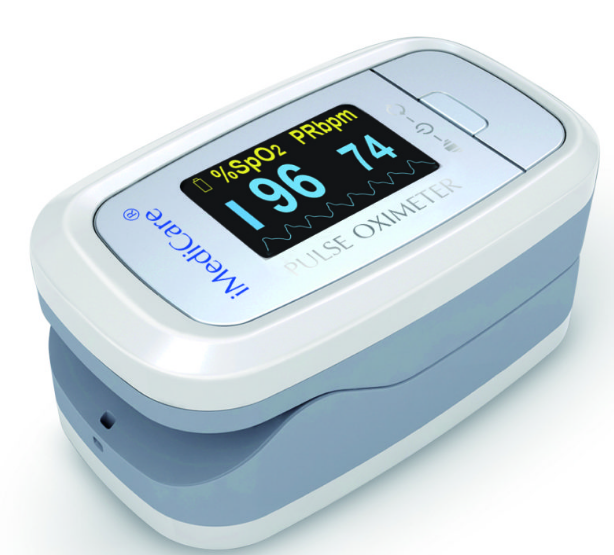 %SpO2 PRbpm
96 74
PULSE OXIMETER
iMediCare®